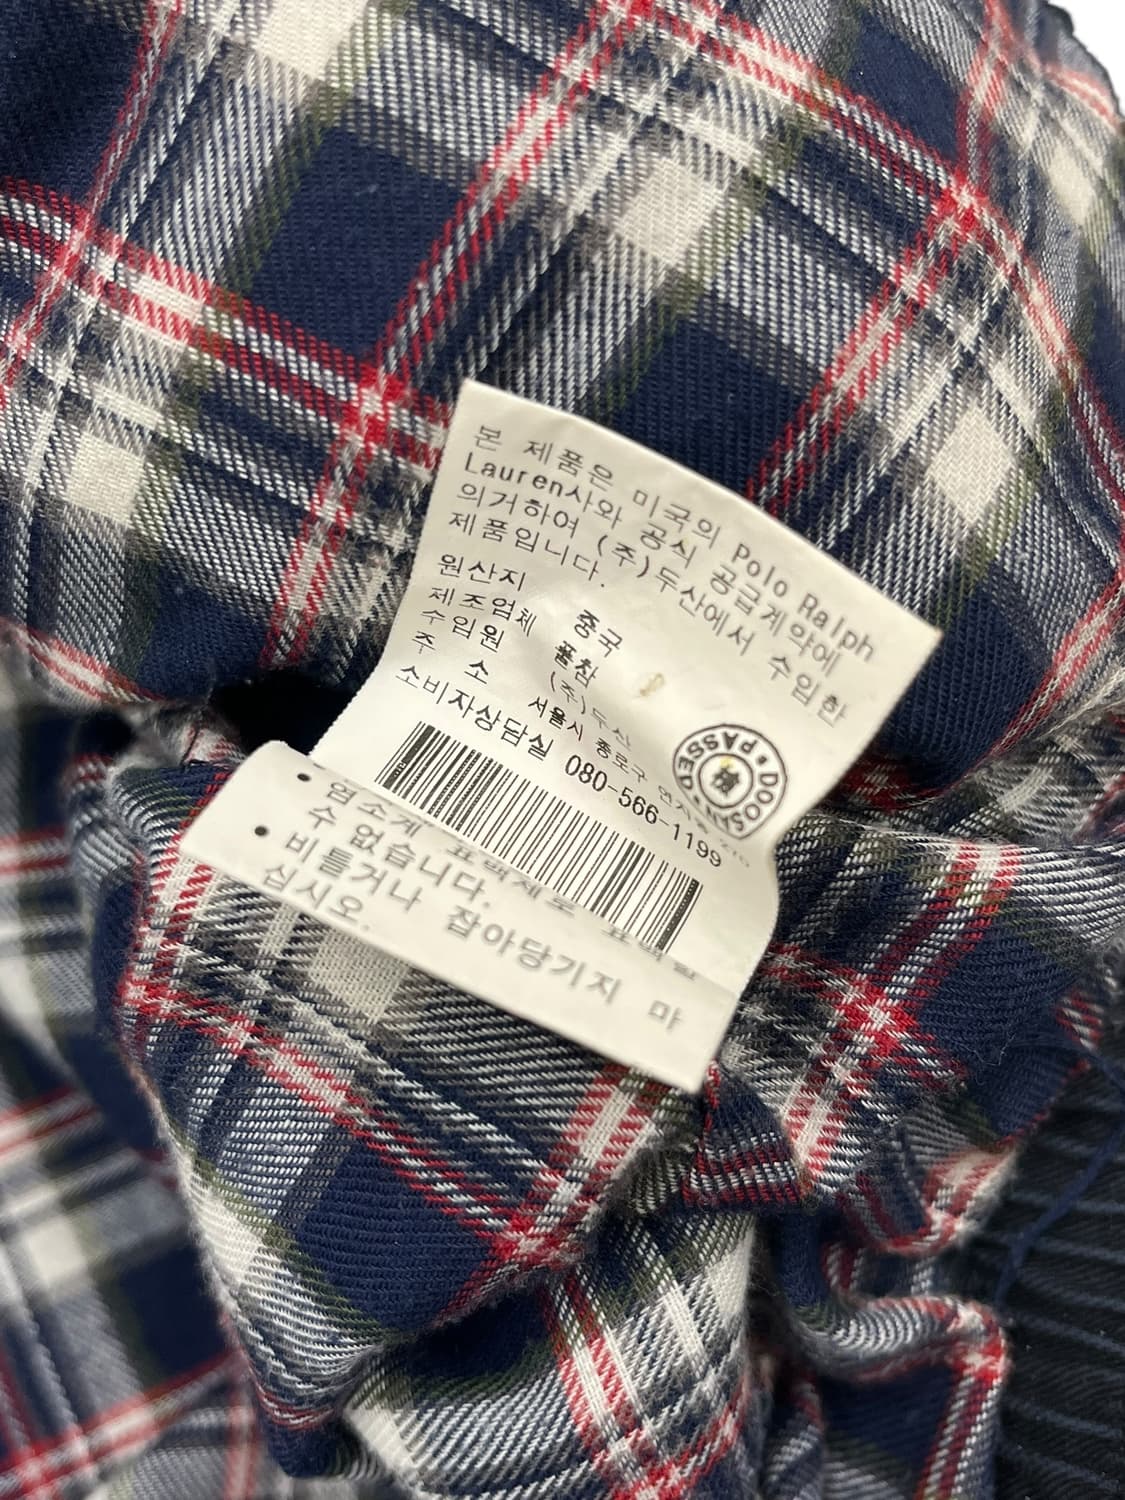 본 제품은 미국의 Polo Ralph
Lauren사와 공식 공급계약에
의거하여 (주)두산에서 수입한
제품입니다.
원산지 중국
제조업체 품침
수입원 (주)두산
주 소 서울시 종로구
소비자상담실 080-566-1199
DOOSAN PASSED
수 없습니다.
• 비틀거나 잡아당기지 마
십시오.